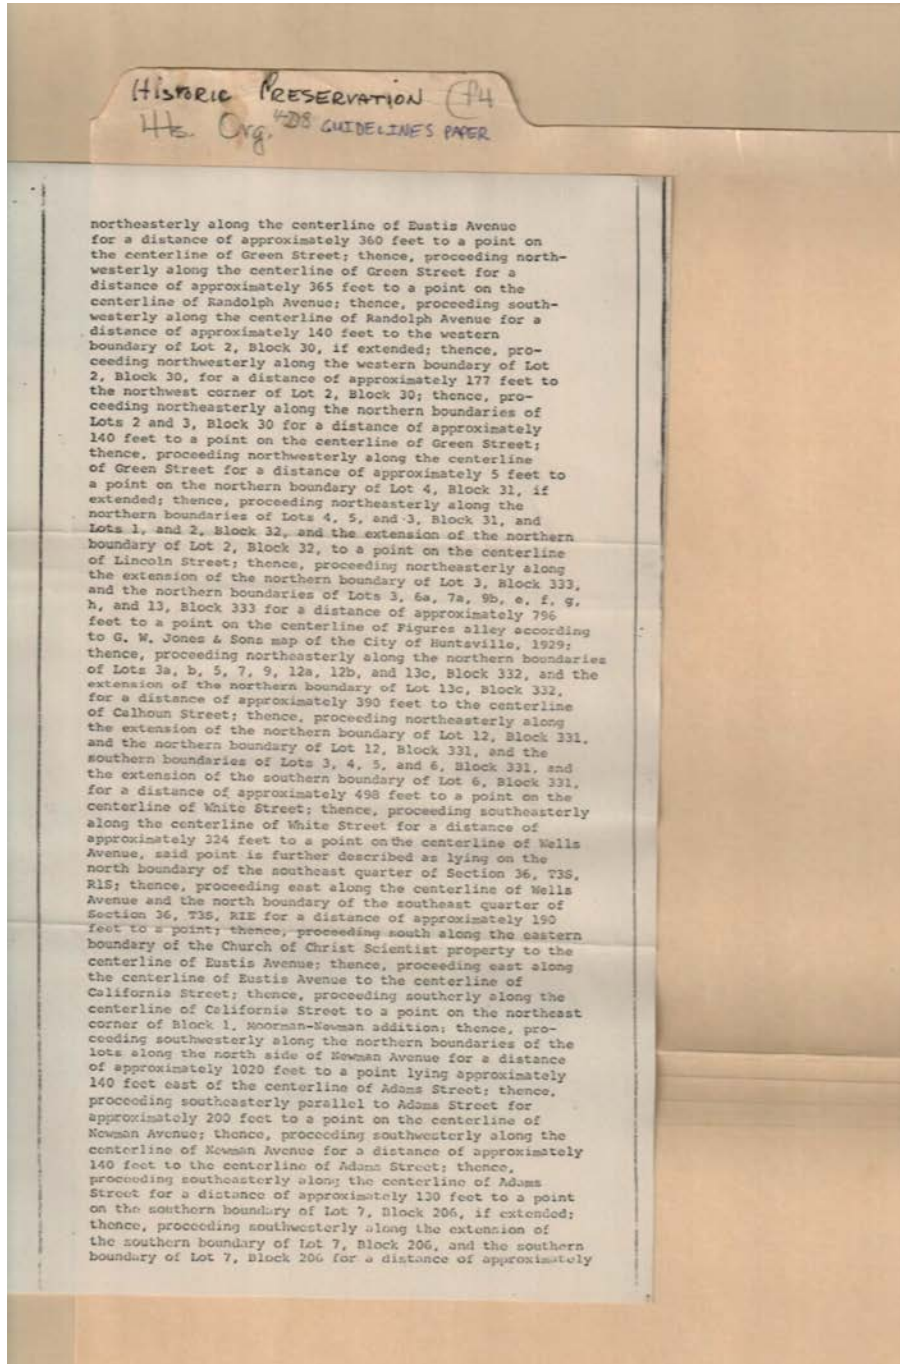 Historic Preservation
Hts. Org. GUIDELINES PAPER
northeasterly along the centerline of Eustis Avenue
for a distance of approximately 360 feet to a point on
the centerline of Green Street; thence, proceeding north-
westerly along the centerline of Green Street for a
distance of approximately 365 feet to a point on the
centerline of Randolph Avenue; thence, proceeding south-
westerly along the centerline of Randolph Avenue for a
distance of approximately 140 feet to the western
boundary of Lot 2, Block 30, if extended; thence, pro-
ceeding northwesterly along the western boundary of Lot
2, Block 30, for a distance of approximately 177 feet to
the northwest corner of Lot 2, Block 30; thence, pro-
ceeding northeasterly along the northern boundaries of
Lots 2 and 3, Block 30 for a distance of approximately
140 feet to a point on the centerline of Green Street;
thence, proceeding northwesterly along the centerline
of Green Street for a distance of approximately 5 feet to
a point on the northern boundary of Lot 4, Block 31, if
extended; thence, proceeding northeasterly along the
northern boundaries of Lots 4, 5, and 3, Block 31, and
Lots 1, and 2, Block 32, and the extension of the northern
boundary of Lot 2, Block 32, to a point on the centerline
of Lincoln Street; thence, proceeding northeasterly along
the extension of the northern boundary of Lot 3, Block 333,
and the northern boundaries of Lots 3, 6a, 7a, 9b, e, f, g,
h, and 13, Block 333 for a distance of approximately 796
feet to a point on the centerline of Figures alley according
to G. W. Jones & Sons map of the City of Huntsville, 1929;
thence, proceeding northeasterly along the northern boundaries
of Lots 3a, b, 5, 7, 9, 12a, 12b, and 13c, Block 332, and the
extension of the northern boundary of Lot 13c, Block 332,
for a distance of approximately 390 feet to the centerline
of Calhoun Street; thence, proceeding northeasterly along
the extension of the northern boundary of Lot 12, Block 331,
and the northern boundary of Lot 12, Block 331, and the
southern boundaries of Lots 3, 4, 5, and 6, Block 331, and
the extension of the southern boundary of Lot 6, Block 331,
for a distance of approximately 498 feet to a point on the
centerline of White Street; thence, proceeding southeasterly
along the centerline of White Street for a distance of
approximately 324 feet to a point on the centerline of Wells
Avenue, said point is further described as lying on the
north boundary of the southeast quarter of Section 36, T3S,
R1S; thence, proceeding east along the centerline of Wells
Avenue and the north boundary of the southeast quarter of
Section 36, T3S, RIE for a distance of approximately 190
feet to a point; thence, proceeding south along the eastern
boundary of the Church of Christ Scientist property to the
centerline of Eustis Avenue; thence, proceeding east along
the centerline of Eustis Avenue to the centerline of
California Street; thence, proceeding southerly along the
centerline of California Street to a point on the northeast
corner of Block 1, Moorman-Newman addition; thence, pro-
ceeding southwesterly along the northern boundaries of the
lots along the north side of Newman Avenue for a distance
of approximately 1020 feet to a point lying approximately
140 feet east of the centerline of Adams Street; thence,
proceeding southeasterly parallel to Adams Street for
approximately 200 feet to a point on the centerline of
Newman Avenue; thence, proceeding southwesterly along the
centerline of Newman Avenue for a distance of approximately
140 feet to the centerline of Adams Street; thence,
proceeding southeasterly along the centerline of Adams
Street for a distance of approximately 130 feet to a point
on the southern boundary of Lot 7, Block 206, if extended;
thence, proceeding southwesterly along the extension of
the southern boundary of Lot 7, Block 206, and the southern
boundary of Lot 7, Block 206 for a distance of approximately